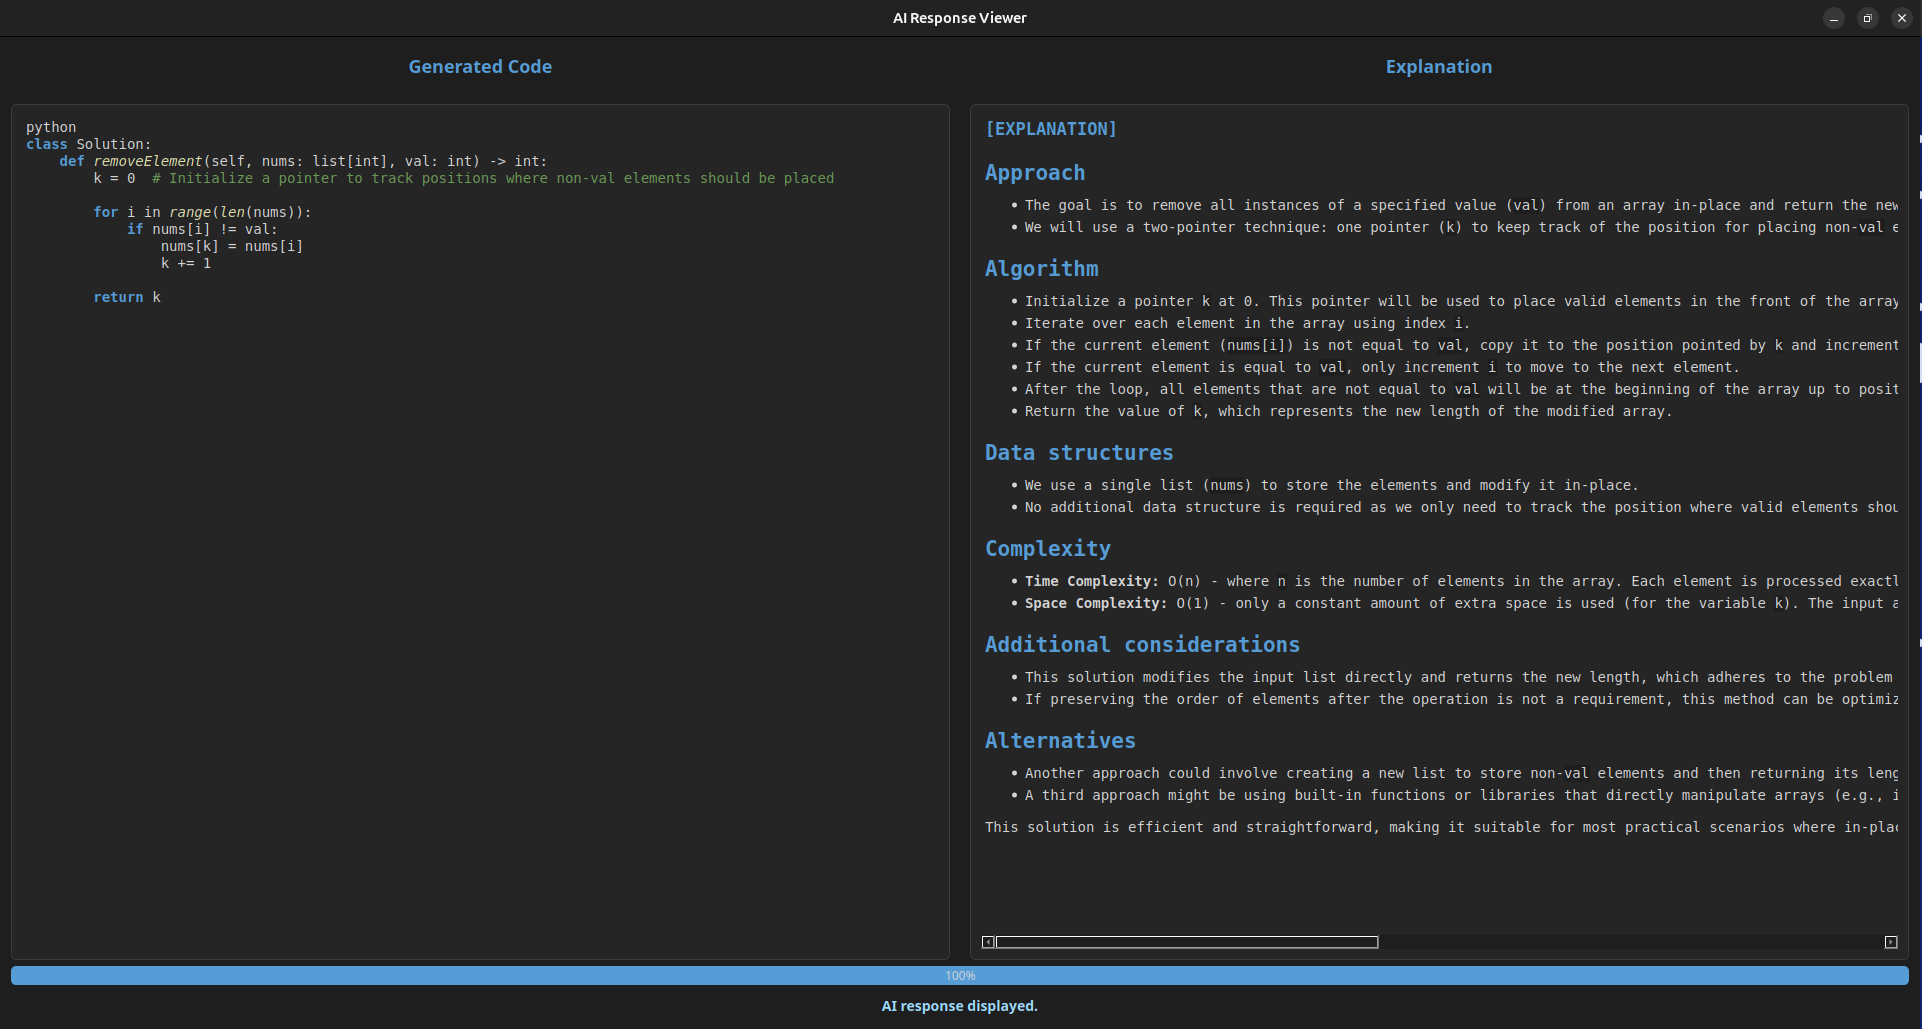 AI Response Viewer
Generated Code
python
class Solution:
    def removeElement(self, nums: list[int], val: int) -> int:
        k = 0  # Initialize a pointer to track positions where non-val elements should be placed

        for i in range(len(nums)):
            if nums[i] != val:
                nums[k] = nums[i]
                k += 1

        return k
Explanation
[EXPLANATION]
Approach
• The goal is to remove all instances of a specified value (val) from an array in-place and return the new
• We will use a two-pointer technique: one pointer (k) to keep track of the position for placing non-val e
Algorithm
• Initialize a pointer k at 0. This pointer will be used to place valid elements in the front of the array
• Iterate over each element in the array using index i.
• If the current element (nums[i]) is not equal to val, copy it to the position pointed by k and increment
• If the current element is equal to val, only increment i to move to the next element.
• After the loop, all elements that are not equal to val will be at the beginning of the array up to posit
• Return the value of k, which represents the new length of the modified array.
Data structures
• We use a single list (nums) to store the elements and modify it in-place.
• No additional data structure is required as we only need to track the position where valid elements shou
Complexity
• Time Complexity: O(n) - where n is the number of elements in the array. Each element is processed exactl
• Space Complexity: O(1) - only a constant amount of extra space is used (for the variable k). The input a
Additional considerations
• This solution modifies the input list directly and returns the new length, which adheres to the problem
• If preserving the order of elements after the operation is not a requirement, this method can be optimiz
Alternatives
• Another approach could involve creating a new list to store non-val elements and then returning its leng
• A third approach might be using built-in functions or libraries that directly manipulate arrays (e.g., i
This solution is efficient and straightforward, making it suitable for most practical scenarios where in-plac
100%
AI response displayed.